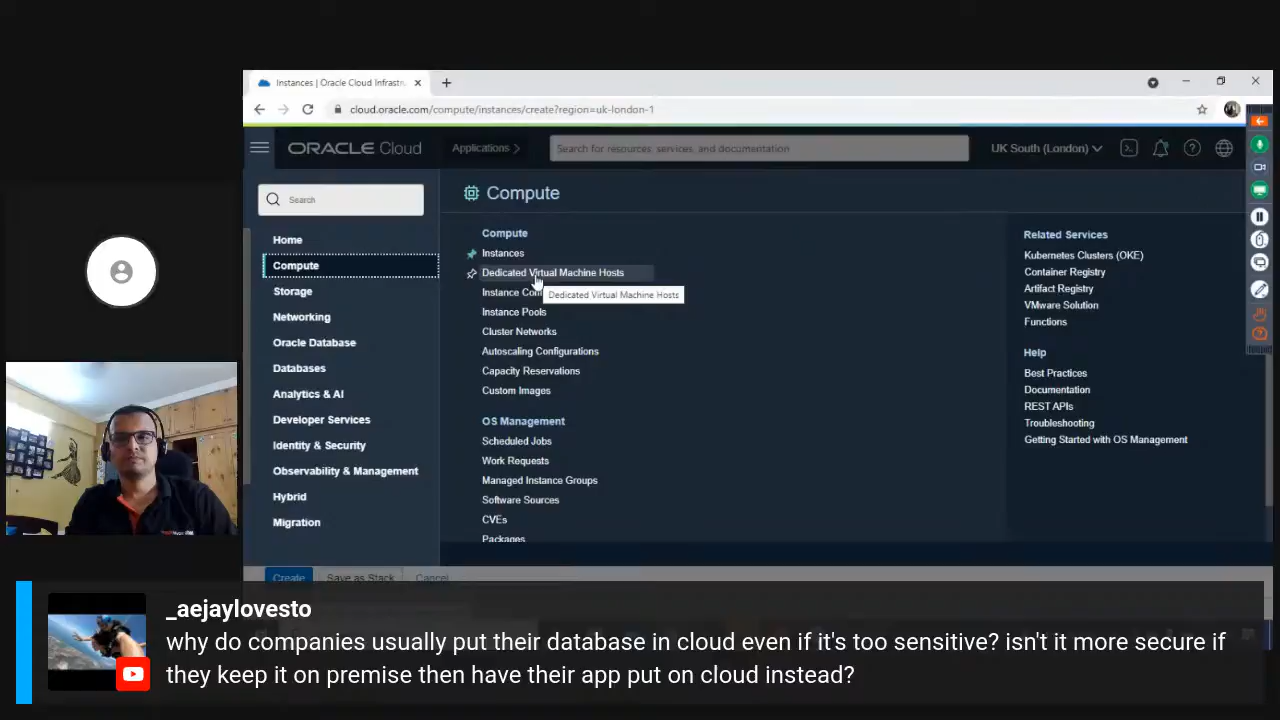 Instances | Oracle Cloud Infrastr
cloud.oracle.com/compute/instances/create?region=uk-london-1
ORACLE Cloud
Applications
Search for resources, services, and documentation
UK South (London)
Search
Home
Compute
Storage
Networking
Oracle Database
Databases
Analytics & AI
Developer Services
Identity & Security
Observability & Management
Hybrid
Migration
Compute
Compute
Instances
Dedicated Virtual Machine Hosts
Instance Con
Dedicated Virtual Machine Hosts
Instance Pools
Cluster Networks
Autoscaling Configurations
Capacity Reservations
Custom Images
OS Management
Scheduled Jobs
Work Requests
Managed Instance Groups
Software Sources
CVEs
Packages
Related Services
Kubernetes Clusters (OKE)
Container Registry
Artifact Registry
VMware Solution
Functions
Help
Best Practices
Documentation
REST APIs
Troubleshooting
Getting Started with OS Management
Create
Save as Stack
Cancel
_aejaylovesto
why do companies usually put their database in cloud even if it's too sensitive? isn't it more secure if
they keep it on premise then have their app put on cloud instead?